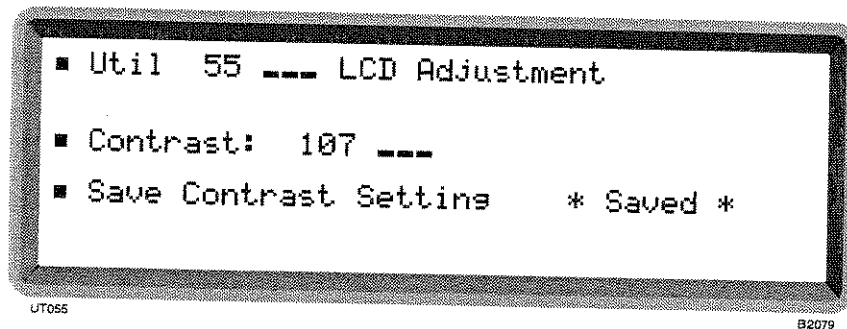 ▪ Util 55 ___ LCD Adjustment
▪ Contrast: 107 ___
▪ Save Contrast Setting * Saved *
UT055
B2079